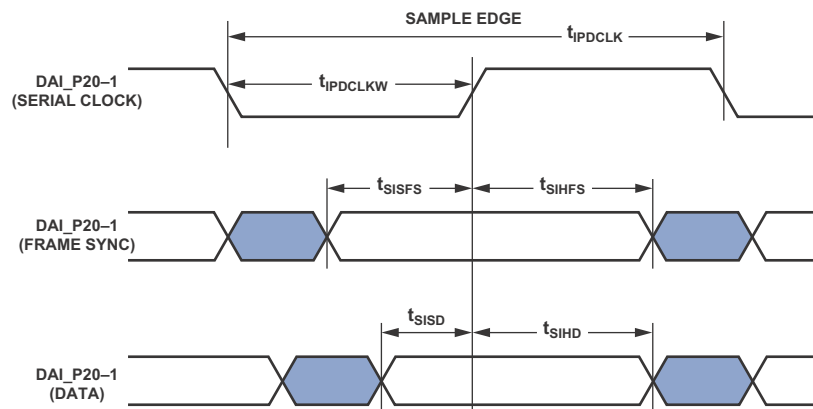 SAMPLE EDGE
tIPDCLK
DAI_P20–1
(SERIAL CLOCK)
tIPDCLKW
DAI_P20–1
(FRAME SYNC)
tSISFS
tSIHFS
DAI_P20–1
(DATA)
tSISD
tSIHD